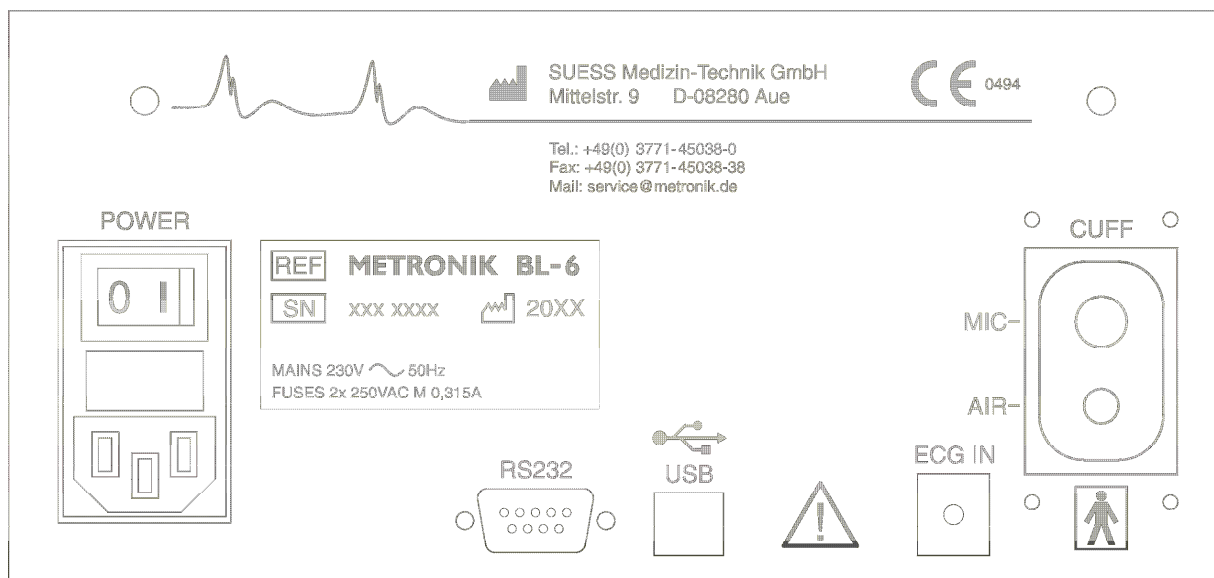 SUESS Medizin-Technik GmbH
Mittelstr. 9 D-08280 Aue
CE 0494
Tel.: +49(0) 3771-45038-0
Fax: +49(0) 3771-45038-38
Mail: service@metronik.de
POWER
0 I
REF METRONIK BL-6
SN xxx xxxx 20XX
MAINS 230V 50Hz
FUSES 2x 250VAC M 0,315A
CUFF
MIC
AIR
RS232
USB
!
ECG IN